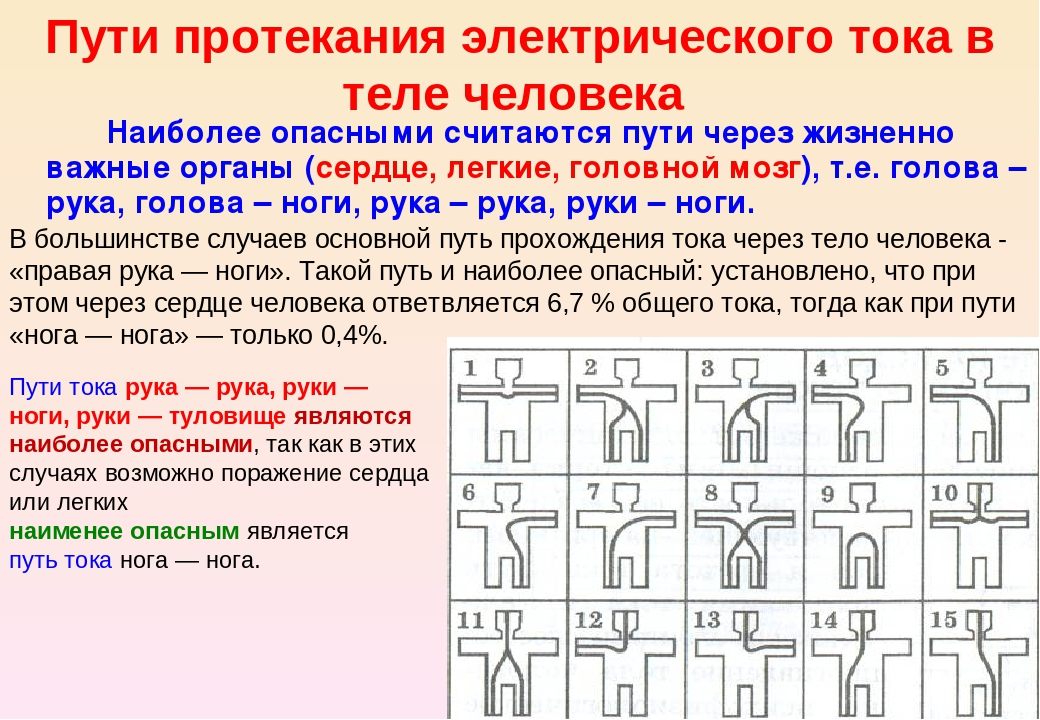 Пути протекания электрического тока в
теле человека
Наиболее опасными считаются пути через жизненно
важные органы (сердце, легкие, головной мозг), т.е. голова –
рука, голова – ноги, рука – рука, руки – ноги.
В большинстве случаев основной путь прохождения тока через тело человека -
«правая рука — ноги». Такой путь и наиболее опасный: установлено, что при
этом через сердце человека ответвляется 6,7 % общего тока, тогда как при пути
«нога — нога» — только 0,4%.
Пути тока рука — рука, руки —
ноги, руки — туловище являются
наиболее опасными, так как в этих
случаях возможно поражение сердца
или легких
наименее опасным является
путь тока нога — нога.
1 2 3 4 5
6 7 8 9 10
11 12 13 14 15